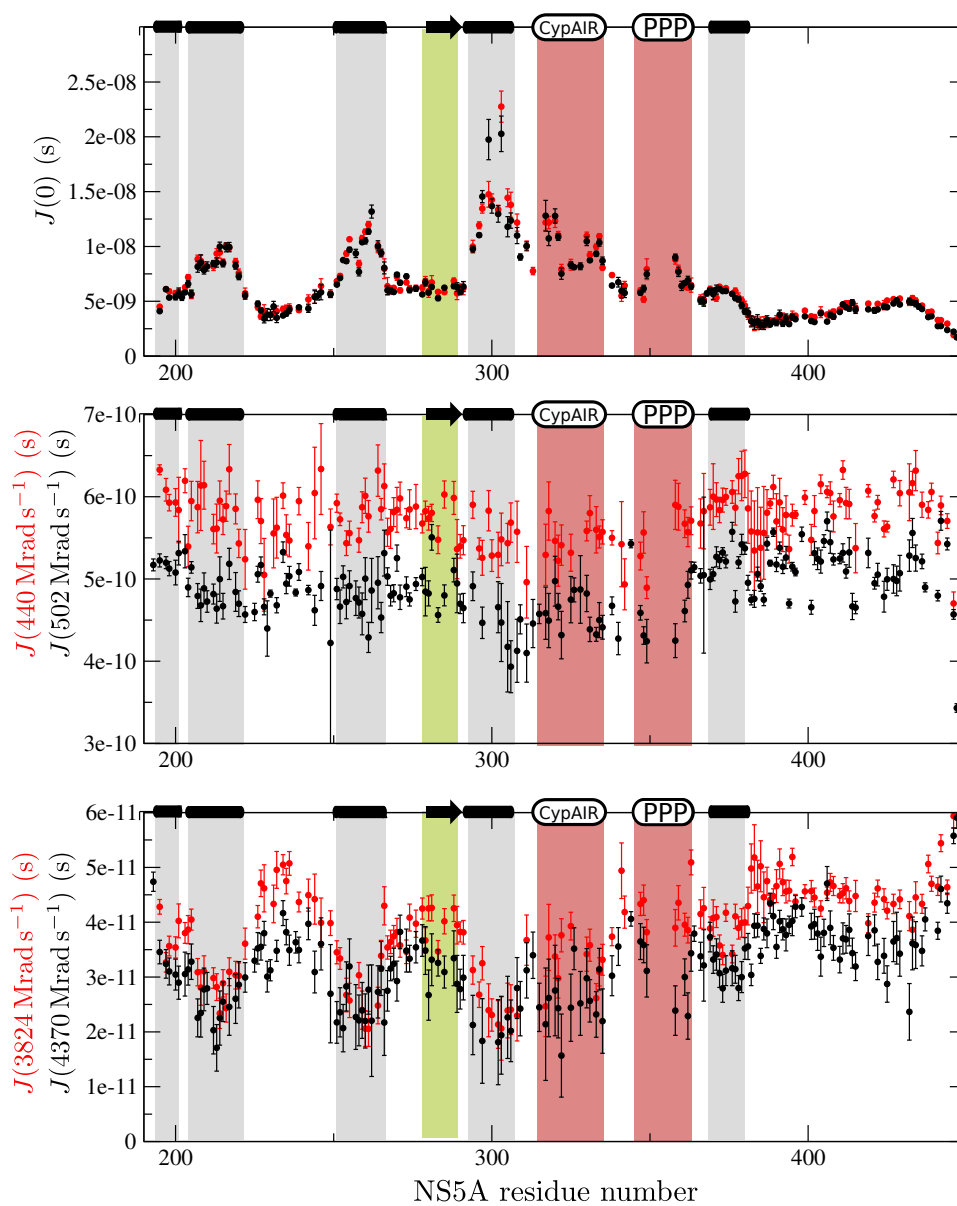 CypAIR
PPP
2.5e-08
2e-08
1.5e-08
1e-08
5e-09
0
J(0) (s)
200
300
400
CypAIR
PPP
7e-10
6e-10
5e-10
4e-10
3e-10
J(440 Mrad s⁻¹) (s)
J(502 Mrad s⁻¹) (s)
200
300
400
CypAIR
PPP
6e-11
5e-11
4e-11
3e-11
2e-11
1e-11
0
J(3824 Mrad s⁻¹) (s)
J(4370 Mrad s⁻¹) (s)
200
300
400
NS5A residue number